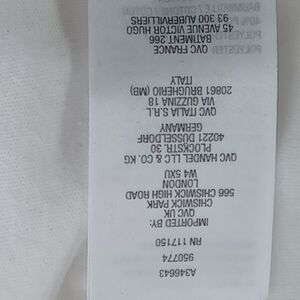 A346643
950774
RN 117150
IMPORTED BY:
QVC UK
CHISWICK PARK
566 CHISWICK HIGH ROAD
LONDON
W4 5XU
QVC HANDEL LLC & CO. KG
PLOCKSTR. 30
40221 DÜSSELDORF
GERMANY
QVC ITALIA S.R.L
VIA GUZZINA 18
20861 BRUGHERIO (MB)
ITALY
QVC FRANCE
BATIMENT 266
45 AVENUE VICTOR HUGO
93 300 AUBERVILLIERS